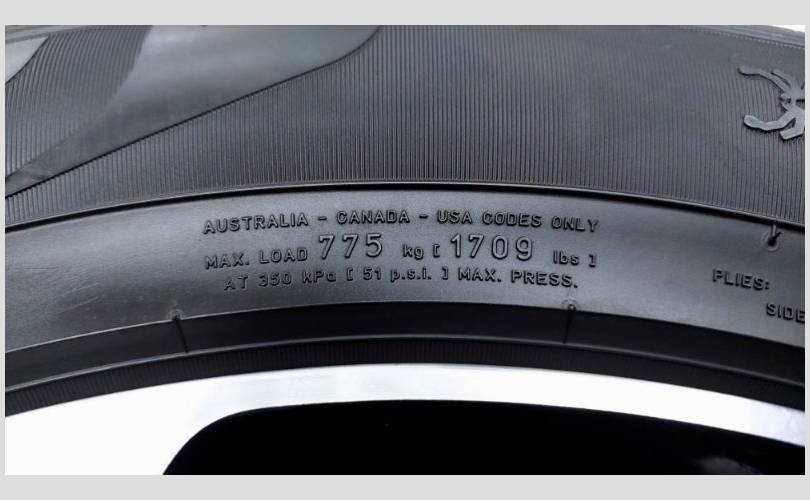 AUSTRALIA - CANADA - USA CODES ONLY
MAX. LOAD 775 kg [ 1709 lbs ]
AT 350 kPa [ 51 p.s.i. ] MAX. PRESS.
PLIES:
SIDE